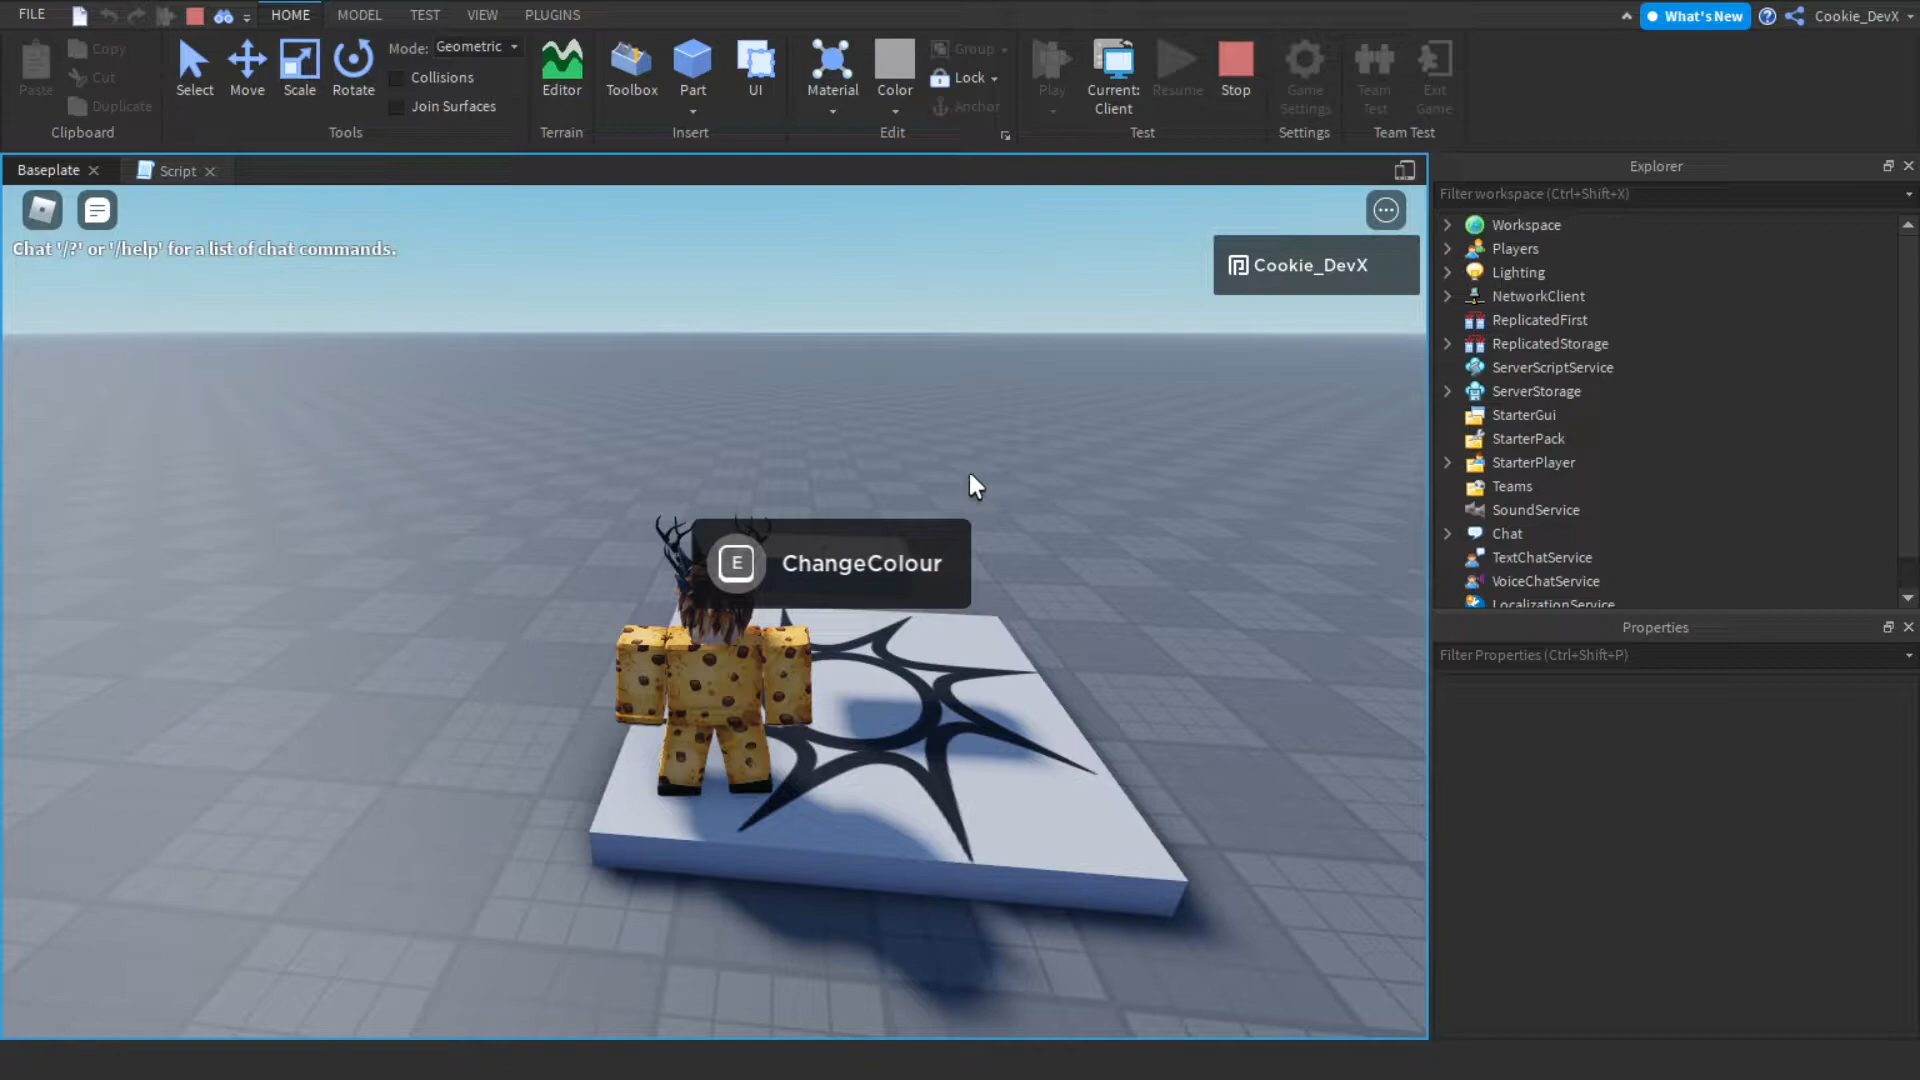 FILE
HOME
MODEL
TEST
VIEW
PLUGINS
What's New
Cookie_DevX
Paste
Copy
Cut
Duplicate
Clipboard
Select
Move
Scale
Rotate
Mode: Geometric
Collisions
Join Surfaces
Tools
Editor
Terrain
Toolbox
Part
UI
Insert
Material
Color
Group
Lock
Anchor
Edit
Play
Current:
Client
Resume
Stop
Test
Game
Settings
Settings
Team
Test
Exit
Game
Team Test
Baseplate
Script
Chat '/?' or '/help' for a list of chat commands.
Cookie_DevX
E
ChangeColour
Explorer
Filter workspace (Ctrl+Shift+X)
Workspace
Players
Lighting
NetworkClient
ReplicatedFirst
ReplicatedStorage
ServerScriptService
ServerStorage
StarterGui
StarterPack
StarterPlayer
Teams
SoundService
Chat
TextChatService
VoiceChatService
LocalizationService
Properties
Filter Properties (Ctrl+Shift+P)